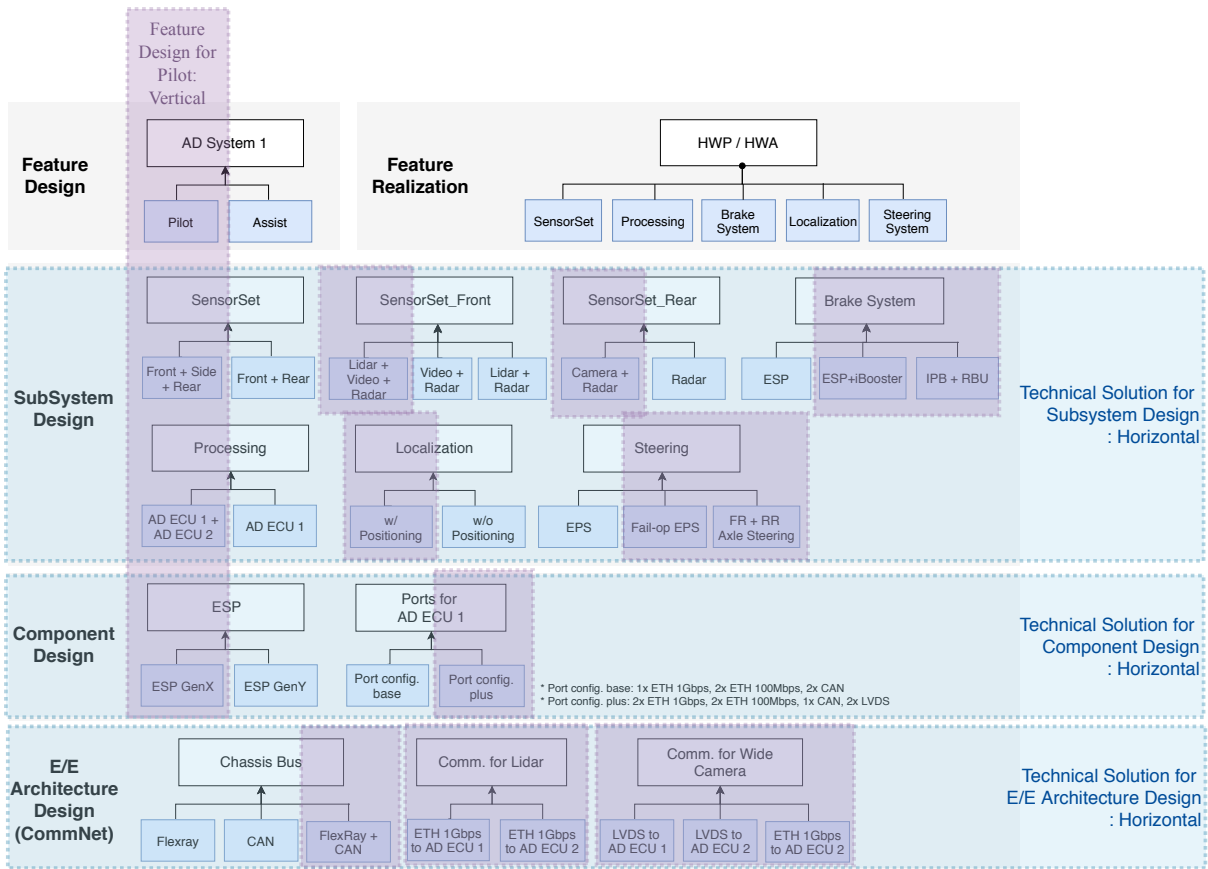 Feature
Design for
Pilot:
Vertical
Feature
Design
AD System 1
Pilot
Assist
Feature
Realization
HWP / HWA
SensorSet
Processing
Brake
System
Localization
Steering
System
SubSystem
Design
SensorSet
Front + Side
+ Rear
Front + Rear
SensorSet_Front
Lidar +
Video +
Radar
Video +
Radar
Lidar +
Radar
SensorSet_Rear
Camera +
Radar
Radar
Brake System
ESP
ESP+iBooster
IPB + RBU
Processing
AD ECU 1 +
AD ECU 2
AD ECU 1
Localization
w/
Positioning
w/o
Positioning
Steering
EPS
Fail-op EPS
FR + RR
Axle Steering
Technical Solution for
Subsystem Design
: Horizontal
Component
Design
ESP
ESP GenX
ESP GenY
Ports for
AD ECU 1
Port config.
base
Port config.
plus
* Port config. base: 1x ETH 1Gbps, 2x ETH 100Mbps, 2x CAN
* Port config. plus: 2x ETH 1Gbps, 2x ETH 100Mbps, 1x CAN, 2x LVDS
Technical Solution for
Component Design
: Horizontal
E/E
Architecture
Design
(CommNet)
Chassis Bus
Flexray
CAN
FlexRay +
CAN
Comm. for Lidar
ETH 1Gbps
to AD ECU 1
ETH 1Gbps
to AD ECU 2
Comm. for Wide
Camera
LVDS to
AD ECU 1
LVDS to
AD ECU 2
ETH 1Gbps
to AD ECU 2
Technical Solution for
E/E Architecture Design
: Horizontal